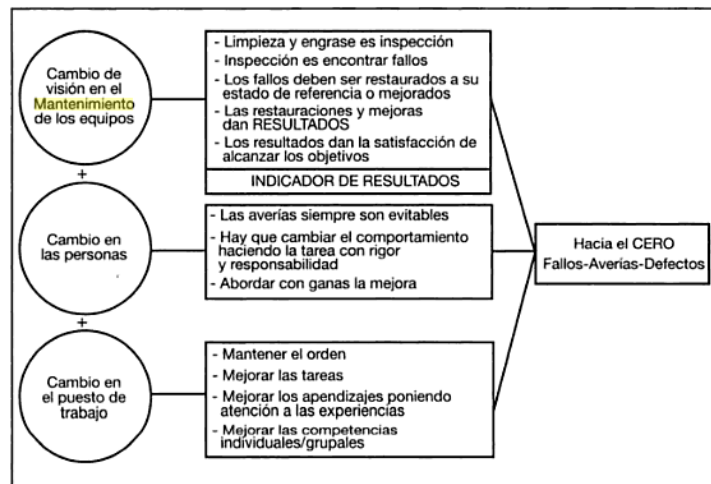 Cambio de
visión en el
Mantenimiento
de los equipos
- Limpieza y engrase es inspección
- Inspección es encontrar fallos
- Los fallos deben ser restaurados a su
estado de referencia o mejorados
- Las restauraciones y mejoras
dan RESULTADOS
- Los resultados dan la satisfacción de
alcanzar los objetivos
INDICADOR DE RESULTADOS
+
Cambio en
las personas
- Las averías siempre son evitables
- Hay que cambiar el comportamiento
haciendo la tarea con rigor
y responsabilidad
- Abordar con ganas la mejora
+
Cambio en
el puesto de
trabajo
- Mantener el orden
- Mejorar las tareas
- Mejorar los apendizajes poniendo
atención a las experiencias
- Mejorar las competencias
individuales/grupales
Hacia el CERO
Fallos-Averías-Defectos